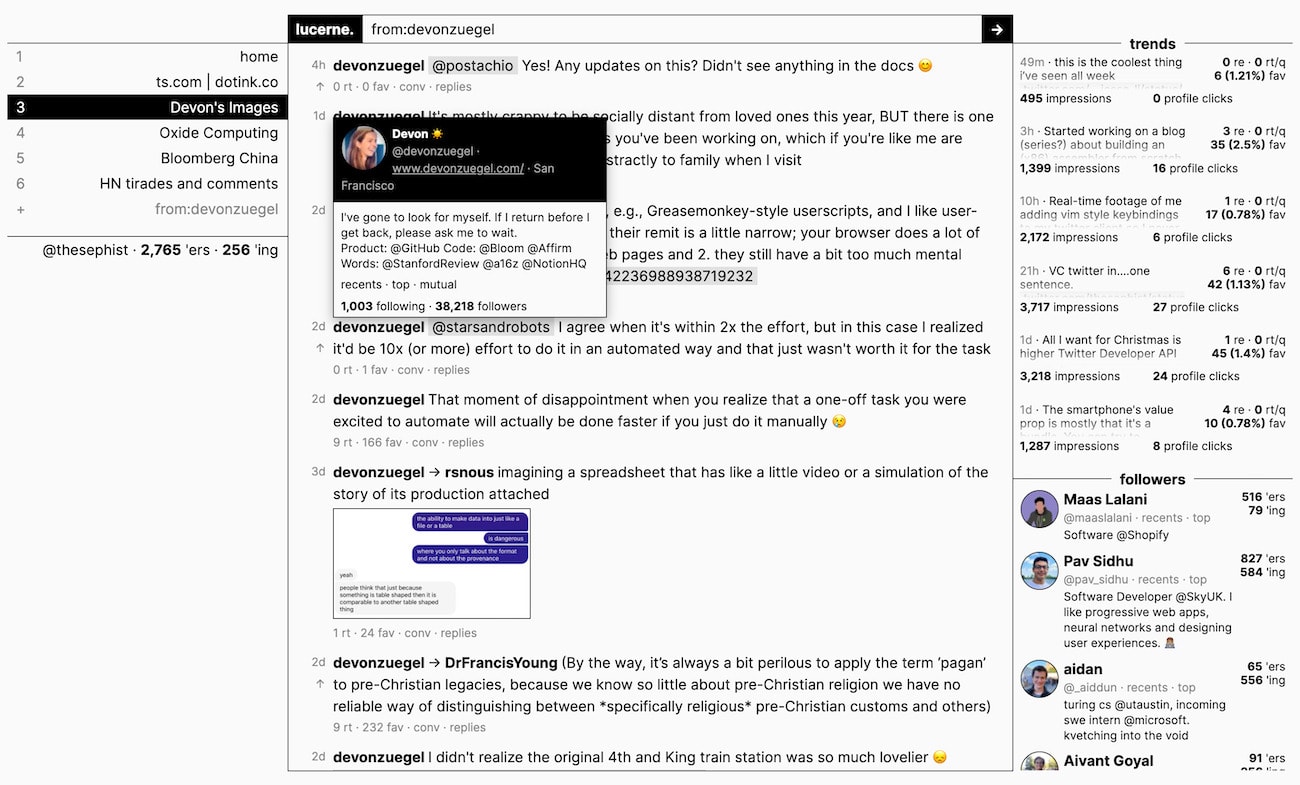 lucerne. from:devonzuegel →
1 home
2 ts.com | dotink.co
3 Devon's Images
4 Oxide Computing
5 Bloomberg China
6 HN tirades and comments
+ from:devonzuegel
@thesephist · 2,765 'ers · 256 'ing
4h devonzuegel @postachio Yes! Any updates on this? Didn't see anything in the docs 😊
↑ 0 rt · 0 fav · conv · replies
1d devonzuegel It's mostly crappy to be socially distant from loved ones this year, BUT there is one
s you've been working on, which if you're like me are
stractly to family when I visit
Devon ☀️
@devonzuegel ·
www.devonzuegel.com/ · San
Francisco
I've gone to look for myself. If I return before I
get back, please ask me to wait.
Product: @GitHub Code: @Bloom @Affirm
Words: @StanfordReview @a16z @NotionHQ
recents · top · mutual
1,003 following · 38,218 followers
2d , e.g., Greasemonkey-style userscripts, and I like user-
their remit is a little narrow; your browser does a lot of
eb pages and 2. they still have a bit too much mental
42236988938719232
2d devonzuegel @starsandrobots I agree when it's within 2x the effort, but in this case I realized
↑ it'd be 10x (or more) effort to do it in an automated way and that just wasn't worth it for the task
0 rt · 1 fav · conv · replies
2d devonzuegel That moment of disappointment when you realize that a one-off task you were
excited to automate will actually be done faster if you just do it manually 😢
9 rt · 166 fav · conv · replies
3d devonzuegel → rsnous imagining a spreadsheet that has like a little video or a simulation of the
story of its production attached
the ability to make data into just like a
file or a table
is dangerous
where you only talk about the format
and not about the provenance
yeah
people think that just because
something is table shaped then it is
comparable to another table shaped
thing
1 rt · 24 fav · conv · replies
2d devonzuegel → DrFrancisYoung (By the way, it's always a bit perilous to apply the term 'pagan'
↑ to pre-Christian legacies, because we know so little about pre-Christian religion we have no
reliable way of distinguishing between *specifically religious* pre-Christian customs and others)
9 rt · 232 fav · conv · replies
2d devonzuegel I didn't realize the original 4th and King train station was so much lovelier 😞
trends
49m · this is the coolest thing 0 re · 0 rt/q
i've seen all week 6 (1.21%) fav
495 impressions 0 profile clicks
3h · Started working on a blog 3 re · 0 rt/q
(series?) about building an 35 (2.5%) fav
1,399 impressions 16 profile clicks
10h · Real-time footage of me 1 re · 0 rt/q
adding vim style keybindings 17 (0.78%) fav
2,172 impressions 6 profile clicks
21h · VC twitter in....one 6 re · 0 rt/q
sentence. 42 (1.13%) fav
3,717 impressions 27 profile clicks
1d · All I want for Christmas is 1 re · 0 rt/q
higher Twitter Developer API 45 (1.4%) fav
3,218 impressions 24 profile clicks
1d · The smartphone's value 4 re · 0 rt/q
prop is mostly that it's a 10 (0.78%) fav
1,287 impressions 8 profile clicks
followers
Maas Lalani 516 'ers
@maaslalani · recents · top 79 'ing
Software @Shopify
Pav Sidhu 827 'ers
@pav_sidhu · recents · top 584 'ing
Software Developer @SkyUK. I
like progressive web apps,
neural networks and designing
user experiences. 👨🏽‍💻
aidan 65 'ers
@_aiddun · recents · top 556 'ing
turing cs @utaustin, incoming
swe intern @microsoft.
kvetching into the void
Aivant Goyal 91 'ers